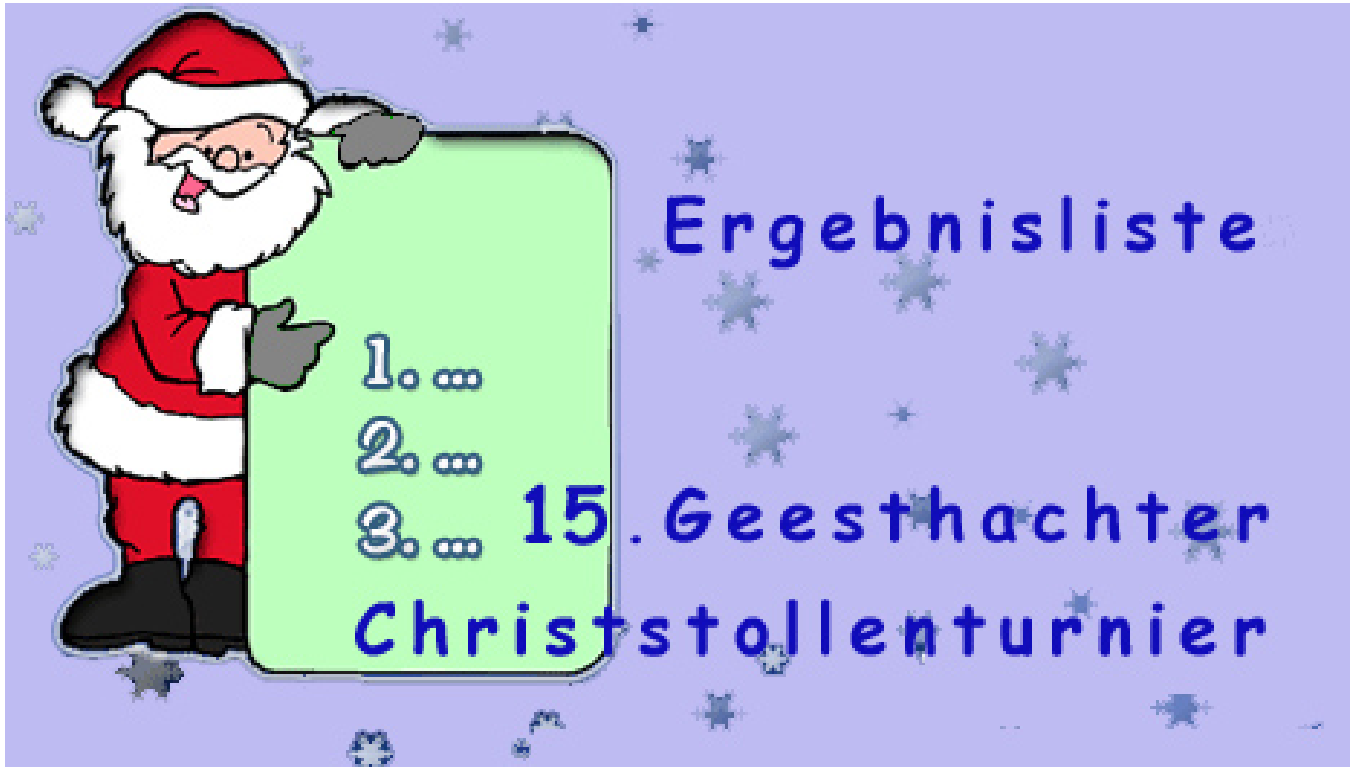 Ergebnisliste
1. ...
2. ...
3. ...
15. Geesthachter
Christstollenturnier